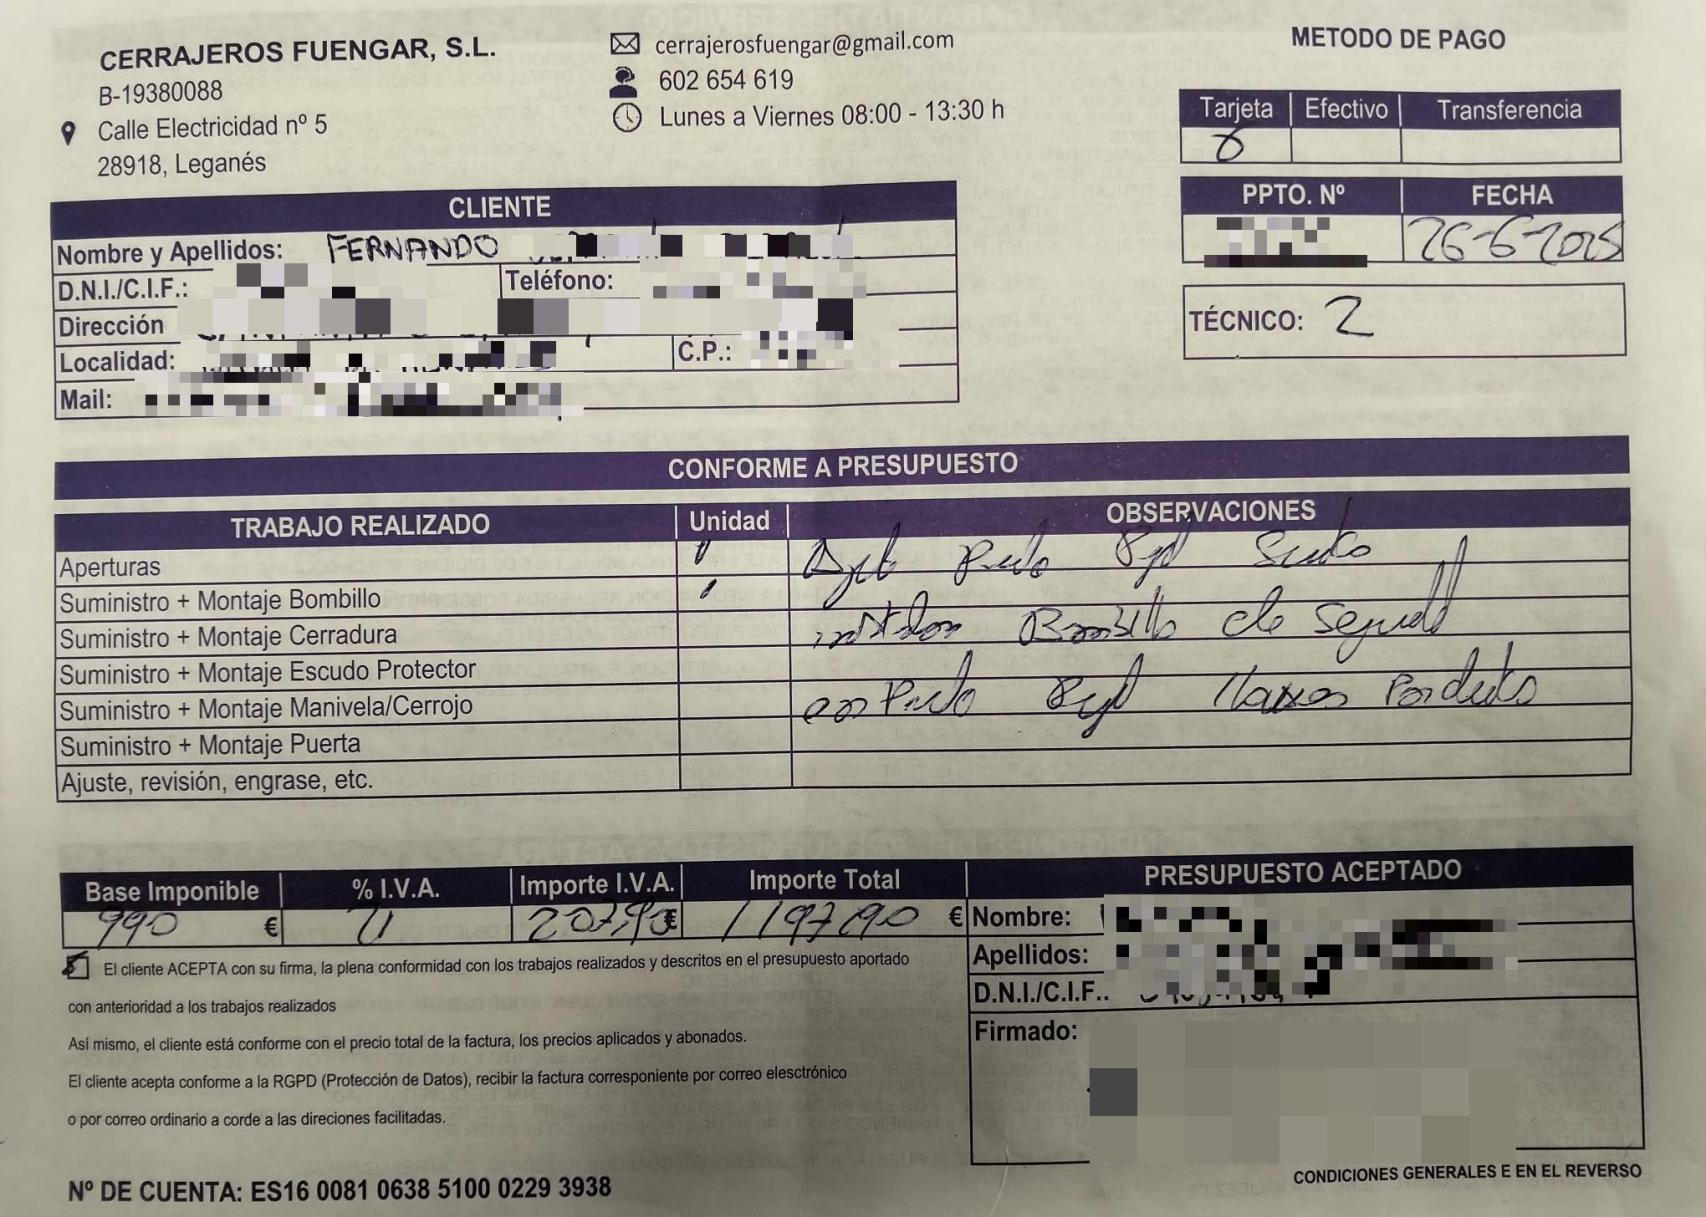 CERRAJEROS FUENGAR, S.L.
B-19380088
Calle Electricidad nº 5
28918, Leganés
cerrajerosfuengar@gmail.com
602 654 619
Lunes a Viernes 08:00 - 13:30 h
METODO DE PAGO
Tarjeta Efectivo Transferencia
PPTO. Nº FECHA
26-6-2025
TÉCNICO: 2
CLIENTE
Nombre y Apellidos: FERNANDO
D.N.I./C.I.F.: Teléfono:
Dirección
Localidad: C.P.:
Mail:
CONFORME A PRESUPUESTO
TRABAJO REALIZADO Unidad OBSERVACIONES
Aperturas
Suministro + Montaje Bombillo
Suministro + Montaje Cerradura Bombillo de
Suministro + Montaje Escudo Protector
Suministro + Montaje Manivela/Cerrojo llaves
Suministro + Montaje Puerta
Ajuste, revisión, engrase, etc.
Base Imponible % I.V.A. Importe I.V.A. Importe Total
990 € 21 207,90 € 1197,90 €
El cliente ACEPTA con su firma, la plena conformidad con los trabajos realizados y descritos en el presupuesto aportado
con anterioridad a los trabajos realizados
Así mismo, el cliente está conforme con el precio total de la factura, los precios aplicados y abonados.
El cliente acepta conforme a la RGPD (Protección de Datos), recibir la factura corresponiente por correo elesctrónico
o por correo ordinario a corde a las direciones facilitadas.
PRESUPUESTO ACEPTADO
Nombre:
Apellidos:
D.N.I./C.I.F..
Firmado:
Nº DE CUENTA: ES16 0081 0638 5100 0229 3938
CONDICIONES GENERALES E EN EL REVERSO